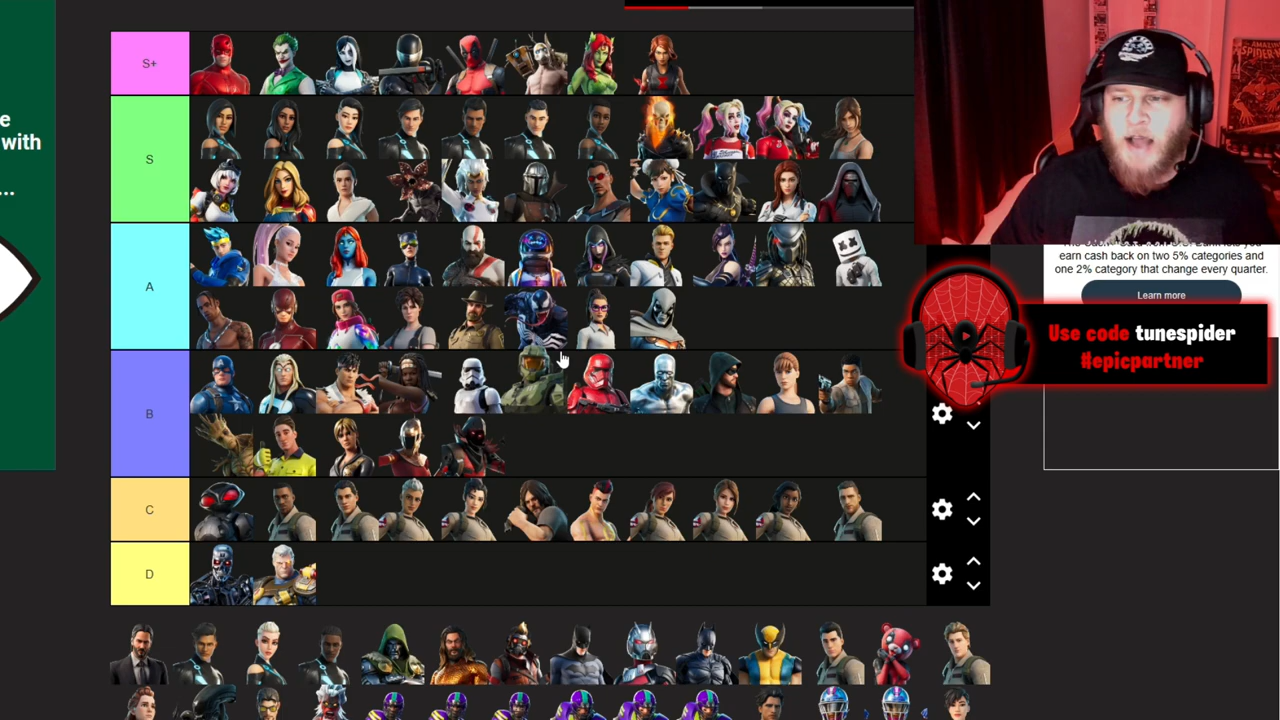 e
with
...
S+
S
A
B
C
D
earn cash back on two 5% categories and
one 2% category that change every quarter.
Learn more
Use code tunespider
#epicpartner